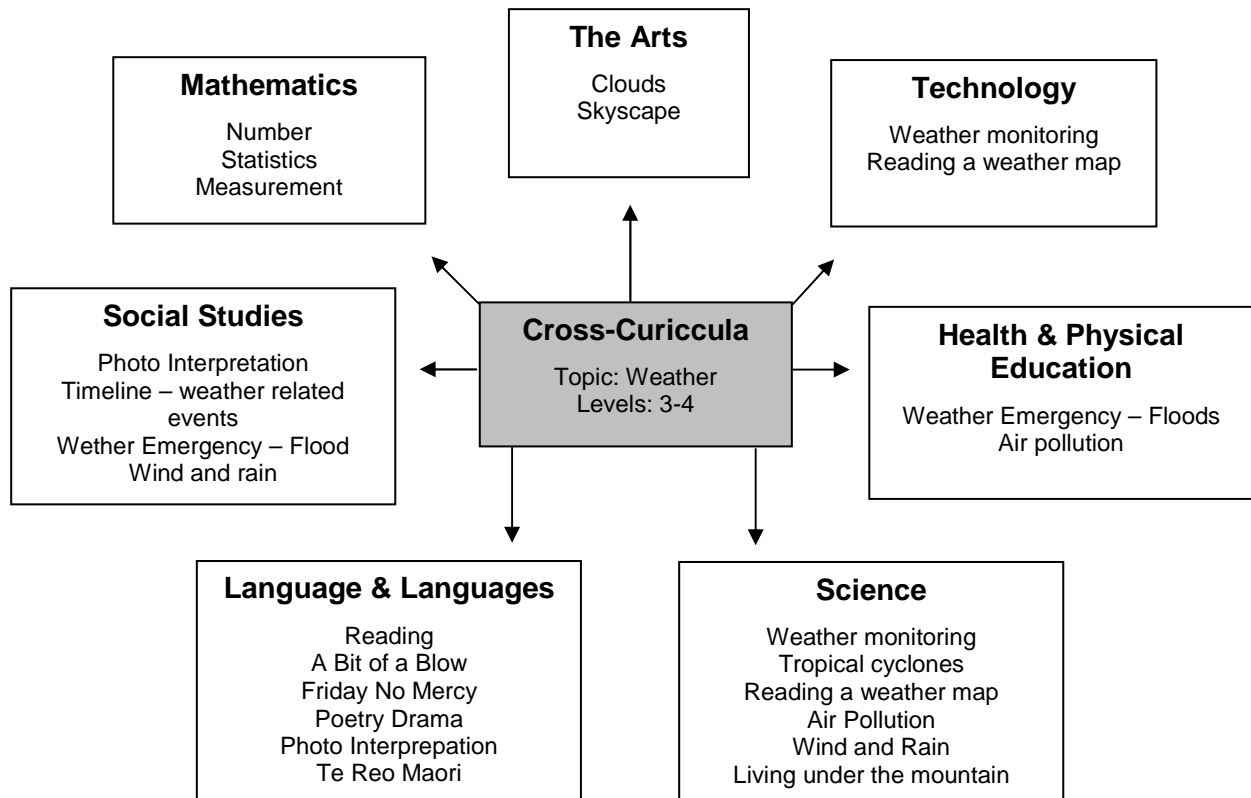 The Arts
Clouds
Skyscape
Mathematics
Number
Statistics
Measurement
Technology
Weather monitoring
Reading a weather map
Social Studies
Photo Interpretation
Timeline – weather related
events
Wether Emergency – Flood
Wind and rain
Cross-Curiccula
Topic: Weather
Levels: 3-4
Health & Physical
Education
Weather Emergency – Floods
Air pollution
Language & Languages
Reading
A Bit of a Blow
Friday No Mercy
Poetry Drama
Photo Interprepation
Te Reo Maori
Science
Weather monitoring
Tropical cyclones
Reading a weather map
Air Pollution
Wind and Rain
Living under the mountain